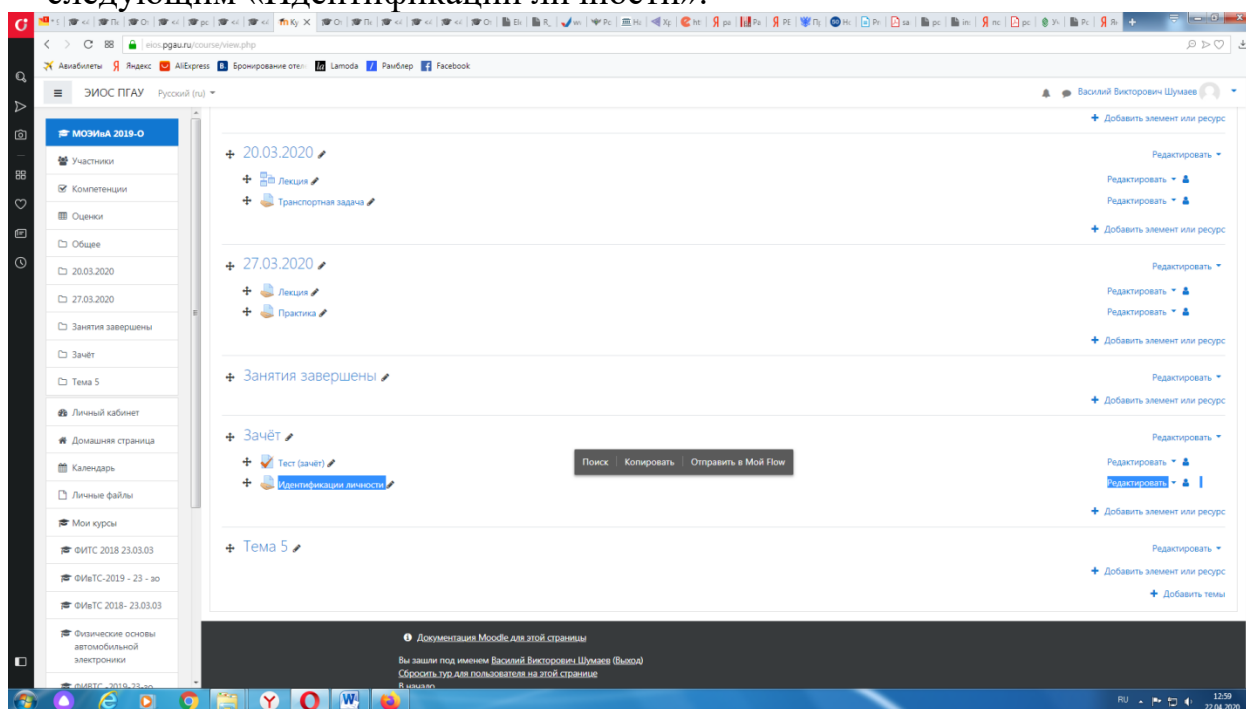 следующим «Идентификации личности».
eios.pgau.ru/course/view.php
Авиабилеты Яндекс AliExpress Бронирование отел Lamoda Рамблер Facebook
ЭИОС ПГАУ Русский (ru) Василий Викторович Шумаев
МОЭИвА 2019-О
Участники
Компетенции
Оценки
Общее
20.03.2020
27.03.2020
Занятия завершены
Зачёт
Тема 5
Личный кабинет
Домашняя страница
Календарь
Личные файлы
Мои курсы
ФИТС 2018 23.03.03
ФИвТС-2019 - 23 - зо
ФИвТС 2018- 23.03.03
Физические основы
автомобильной
электроники
Добавить элемент или ресурс
20.03.2020 Редактировать
Лекция Редактировать
Транспортная задача Редактировать
Добавить элемент или ресурс
27.03.2020 Редактировать
Лекция Редактировать
Практика Редактировать
Добавить элемент или ресурс
Занятия завершены Редактировать
Добавить элемент или ресурс
Зачёт Редактировать
Поиск Копировать Отправить в Мой Flow
Тест (зачёт) Редактировать
Идентификации личности Редактировать
Добавить элемент или ресурс
Тема 5 Редактировать
Добавить элемент или ресурс
Добавить темы
Документация Moodle для этой страницы
Вы зашли под именем Василий Викторович Шумаев (Выход)
Сбросить тур для пользователя на этой странице
В начало
RU 12:59
22.04.2020